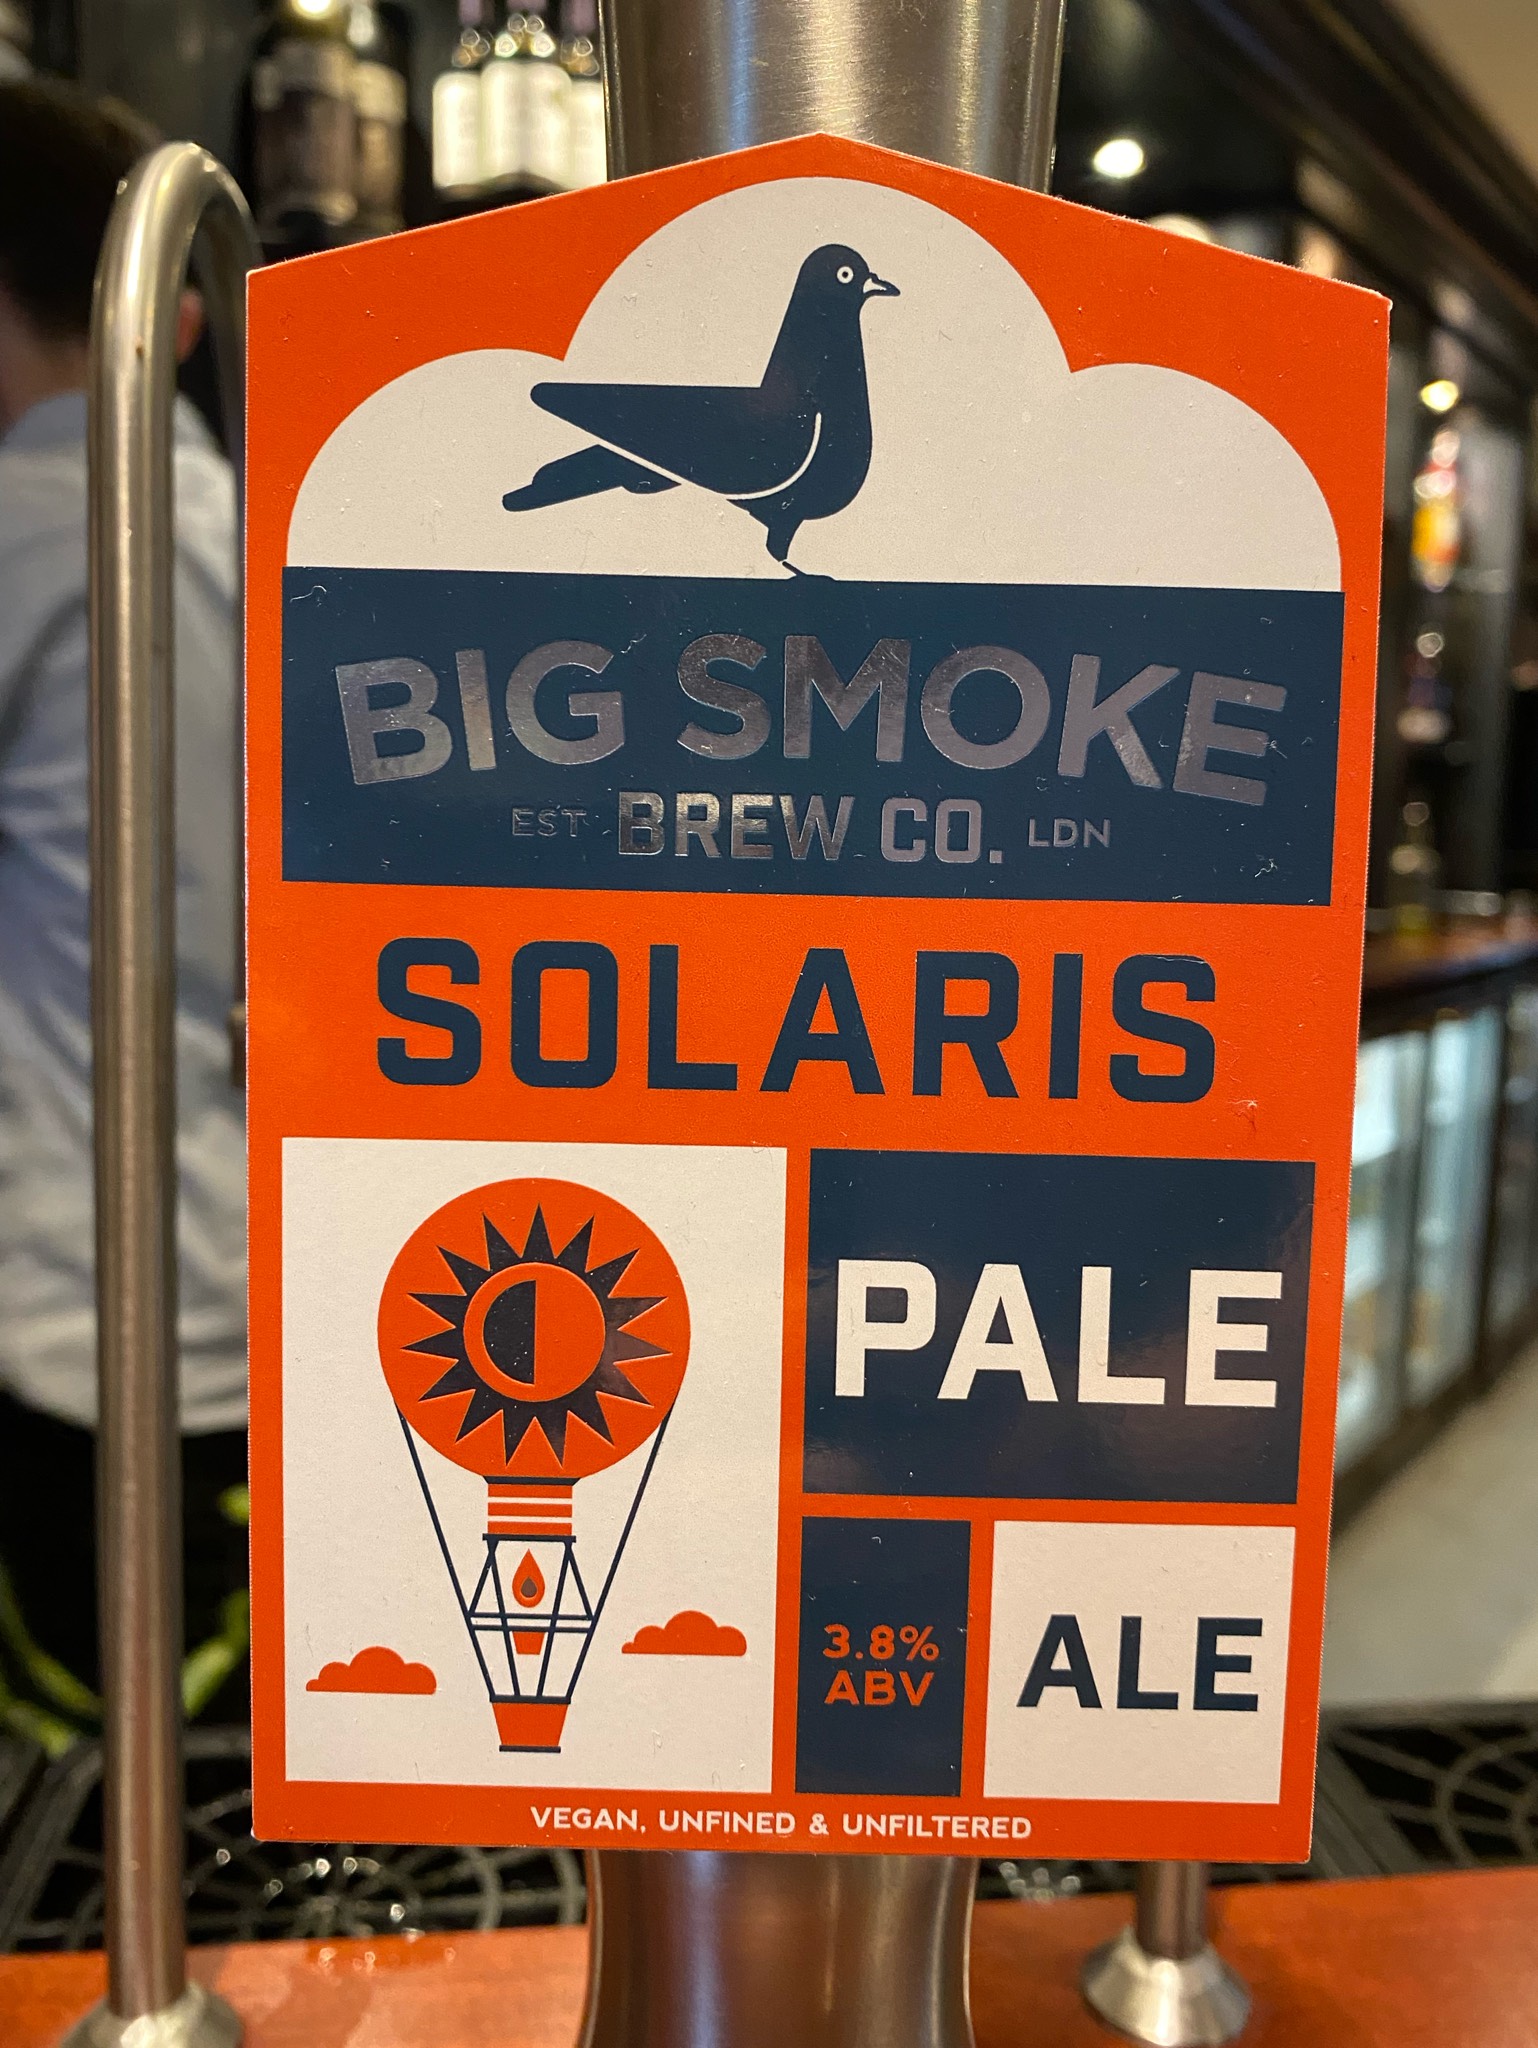 BIG SMOKE
EST BREW CO. LDN
SOLARIS
PALE
3.8%
ABV
ALE
VEGAN, UNFINED & UNFILTERED